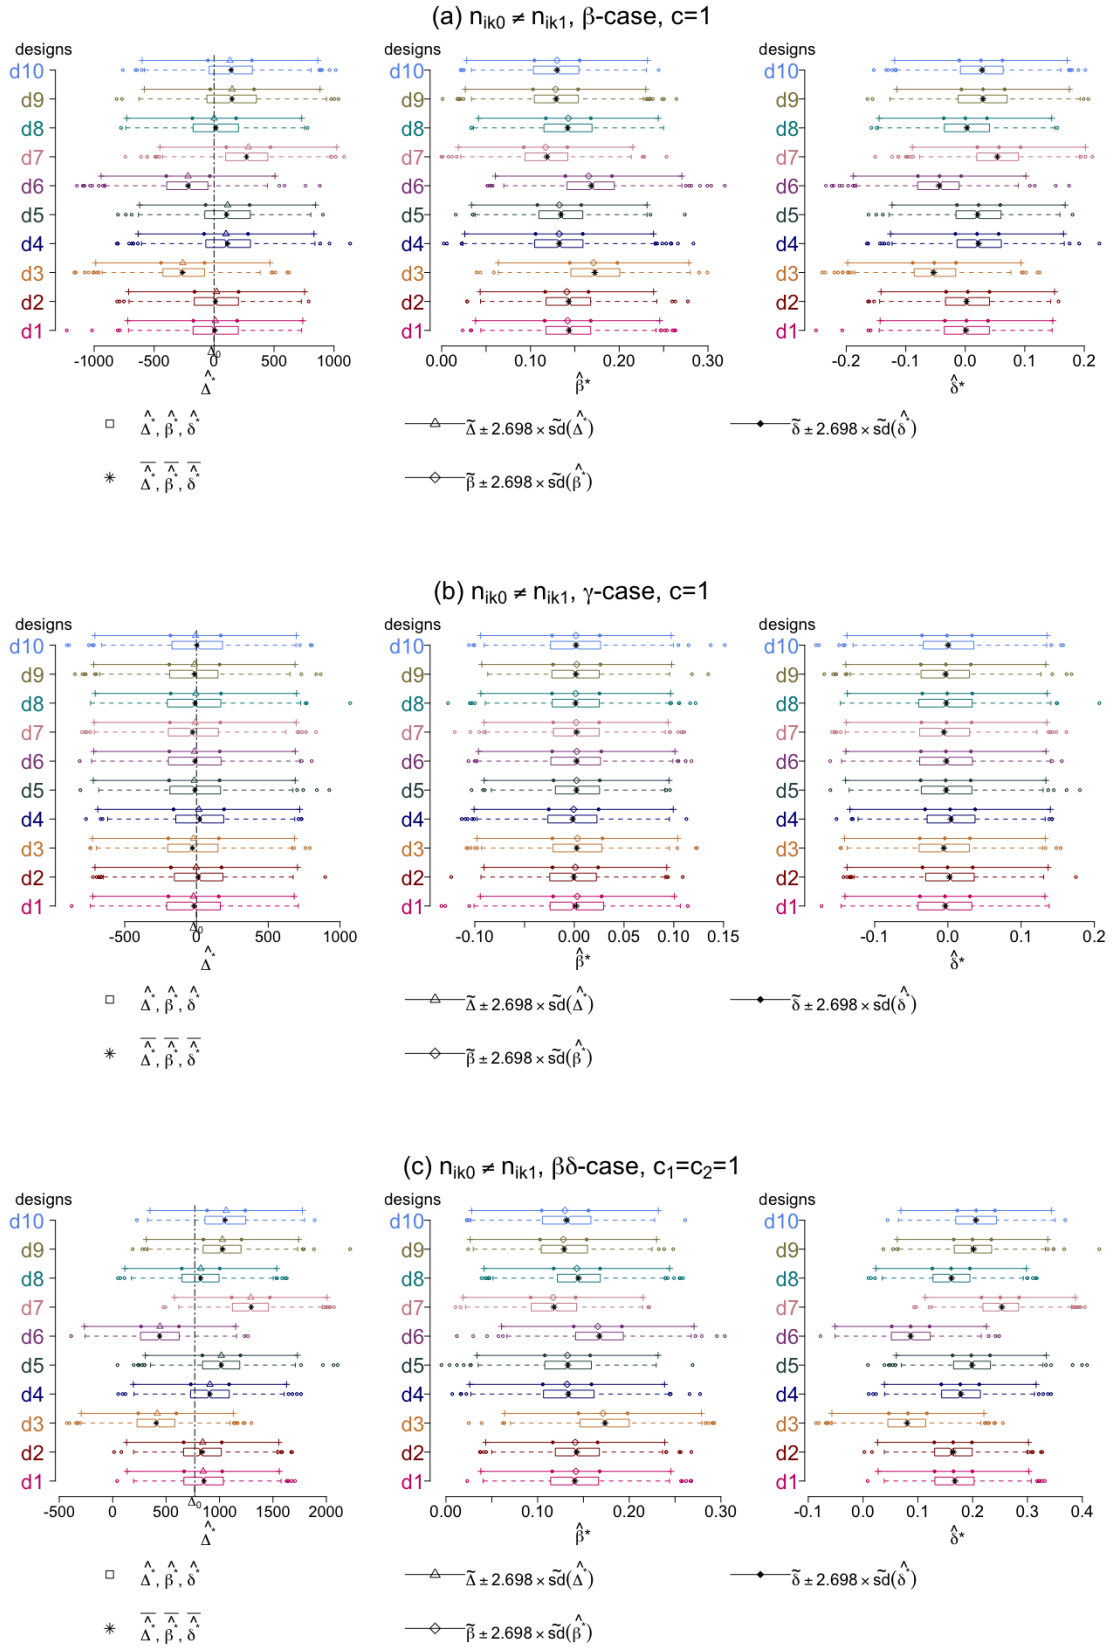 (a) n_ik0 ≠ n_ik1, β-case, c=1
designs designs designs
d10 d10 d10
d9 d9 d9
d8 d8 d8
d7 d7 d7
d6 d6 d6
d5 d5 d5
d4 d4 d4
d3 d3 d3
d2 d2 d2
d1 d1 d1
-1000 -500 0 500 1000 0.00 0.10 0.20 0.30 -0.2 -0.1 0.0 0.1 0.2
Δ₀
Δ̂* β̂* δ̂*
Δ̂*, β̂*, δ̂* Δ̃ ± 2.698 × s̃d(Δ̂*) δ̃ ± 2.698 × s̃d(δ̂*)
Δ̂*, β̂*, δ̂* β̃ ± 2.698 × s̃d(β̂*)
(b) n_ik0 ≠ n_ik1, γ-case, c=1
designs designs designs
d10 d10 d10
d9 d9 d9
d8 d8 d8
d7 d7 d7
d6 d6 d6
d5 d5 d5
d4 d4 d4
d3 d3 d3
d2 d2 d2
d1 d1 d1
-500 0 500 1000 -0.10 0.00 0.05 0.10 0.15 -0.1 0.0 0.1 0.2
Δ̂* β̂* δ̂*
Δ̂*, β̂*, δ̂* Δ̃ ± 2.698 × s̃d(Δ̂*) δ̃ ± 2.698 × s̃d(δ̂*)
Δ̂*, β̂*, δ̂* β̃ ± 2.698 × s̃d(β̂*)
(c) n_ik0 ≠ n_ik1, βδ-case, c₁=c₂=1
designs designs designs
d10 d10 d10
d9 d9 d9
d8 d8 d8
d7 d7 d7
d6 d6 d6
d5 d5 d5
d4 d4 d4
d3 d3 d3
d2 d2 d2
d1 d1 d1
-500 0 500 1000 1500 2000 0.00 0.10 0.20 0.30 -0.1 0.0 0.1 0.2 0.3 0.4
Δ₀
Δ̂* β̂* δ̂*
Δ̂*, β̂*, δ̂* Δ̃ ± 2.698 × s̃d(Δ̂*) δ̃ ± 2.698 × s̃d(δ̂*)
Δ̂*, β̂*, δ̂* β̃ ± 2.698 × s̃d(β̂*)